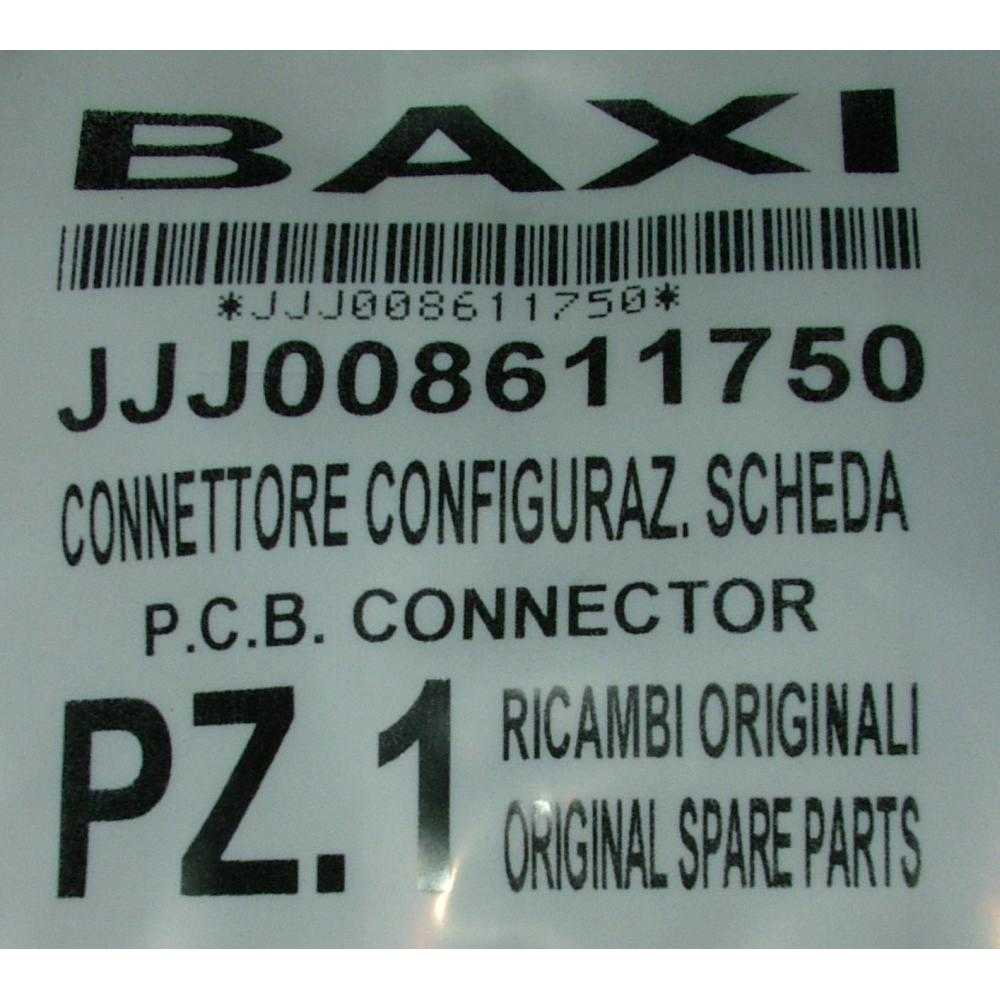 BAXI
*JJJ008611750*
JJJ008611750
CONNETTORE CONFIGURAZ. SCHEDA
P.C.B. CONNECTOR
PZ. 1
RICAMBI ORIGINALI
ORIGINAL SPARE PARTS